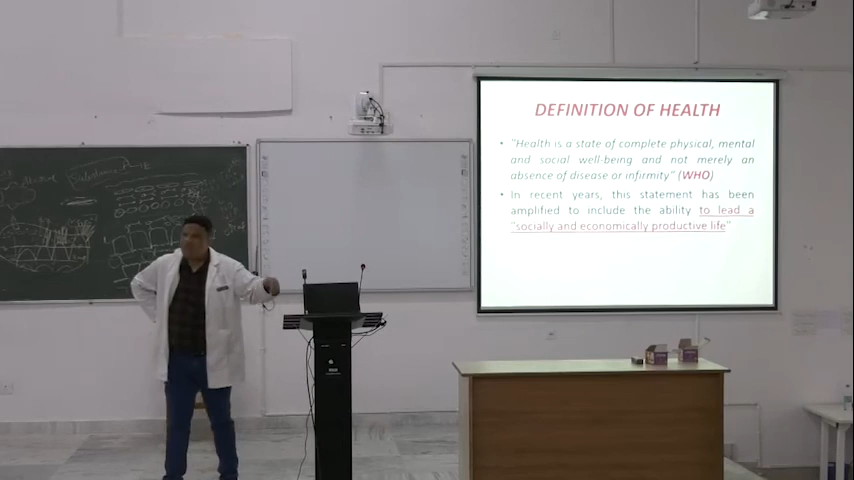 DEFINITION OF HEALTH
• "Health is a state of complete physical, mental
and social well-being and not merely an
absence of disease or infirmity" (WHO)
• In recent years, this statement has been
amplified to include the ability to lead a
"socially and economically productive life"